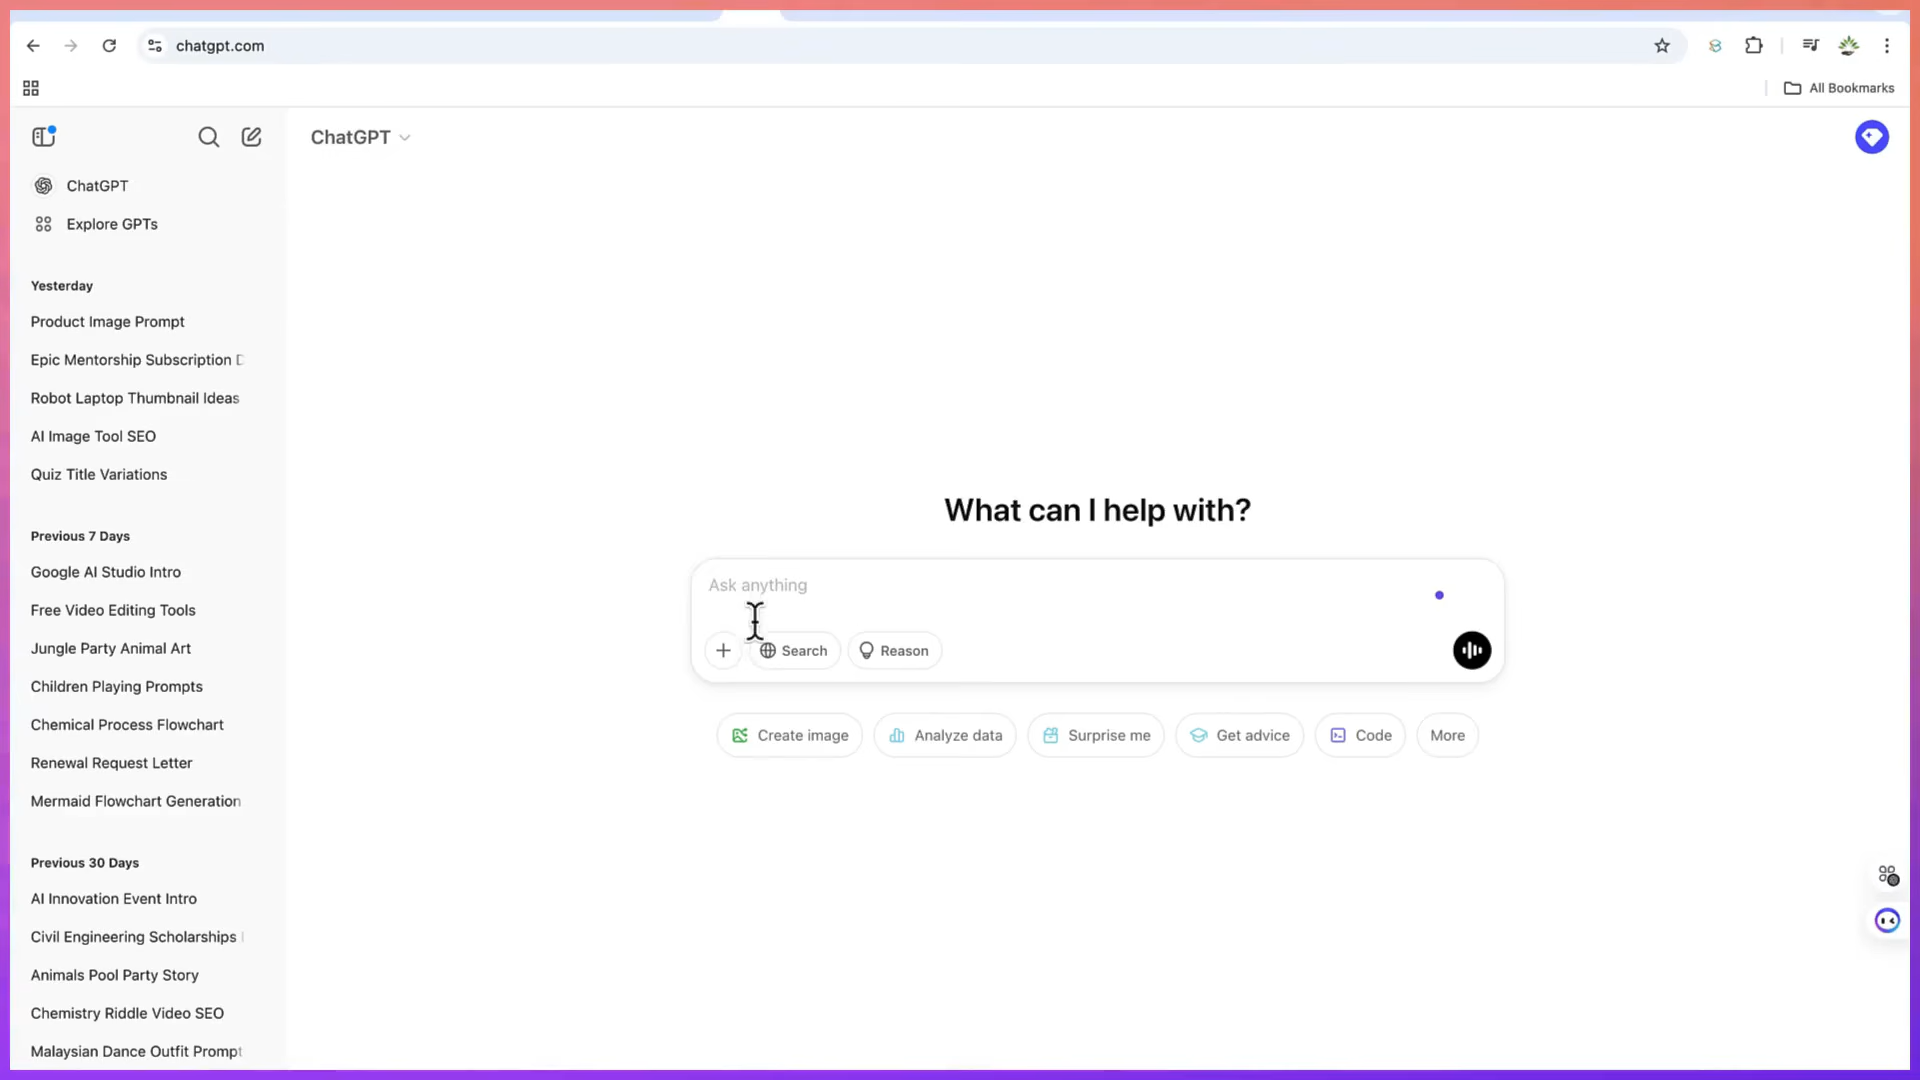 chatgpt.com
All Bookmarks
ChatGPT
ChatGPT
Explore GPTs
Yesterday
Product Image Prompt
Epic Mentorship Subscription
Robot Laptop Thumbnail Ideas
AI Image Tool SEO
Quiz Title Variations
Previous 7 Days
Google AI Studio Intro
Free Video Editing Tools
Jungle Party Animal Art
Children Playing Prompts
Chemical Process Flowchart
Renewal Request Letter
Mermaid Flowchart Generation
Previous 30 Days
AI Innovation Event Intro
Civil Engineering Scholarships
Animals Pool Party Story
Chemistry Riddle Video SEO
Malaysian Dance Outfit Prompt
What can I help with?
Ask anything
Search
Reason
Create image
Analyze data
Surprise me
Get advice
Code
More